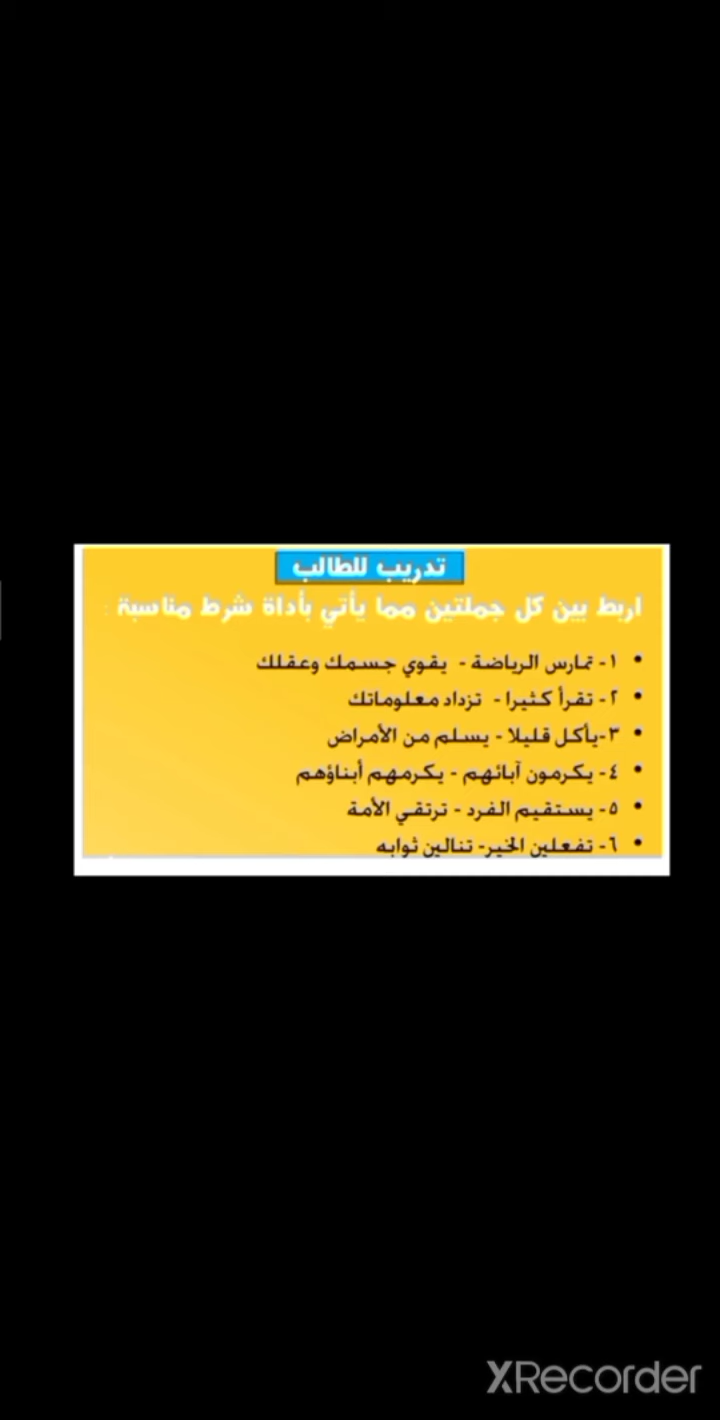 تدريب للطالب
اربط بين كل جملتين مما يأتي بأداة شرط مناسبة :
• ١- تمارس الرياضة - يقوي جسمك وعقلك
• ٢- تقرأ كثيرا - تزداد معلوماتك
• ٣-يأكل قليلا - يسلم من الأمراض
• ٤- يكرمون آبائهم - يكرمهم أبناؤهم
• ٥- يستقيم الفرد - ترتقي الأمة
• ٦- تفعلين الخير- تنالين ثوابه
XRecorder